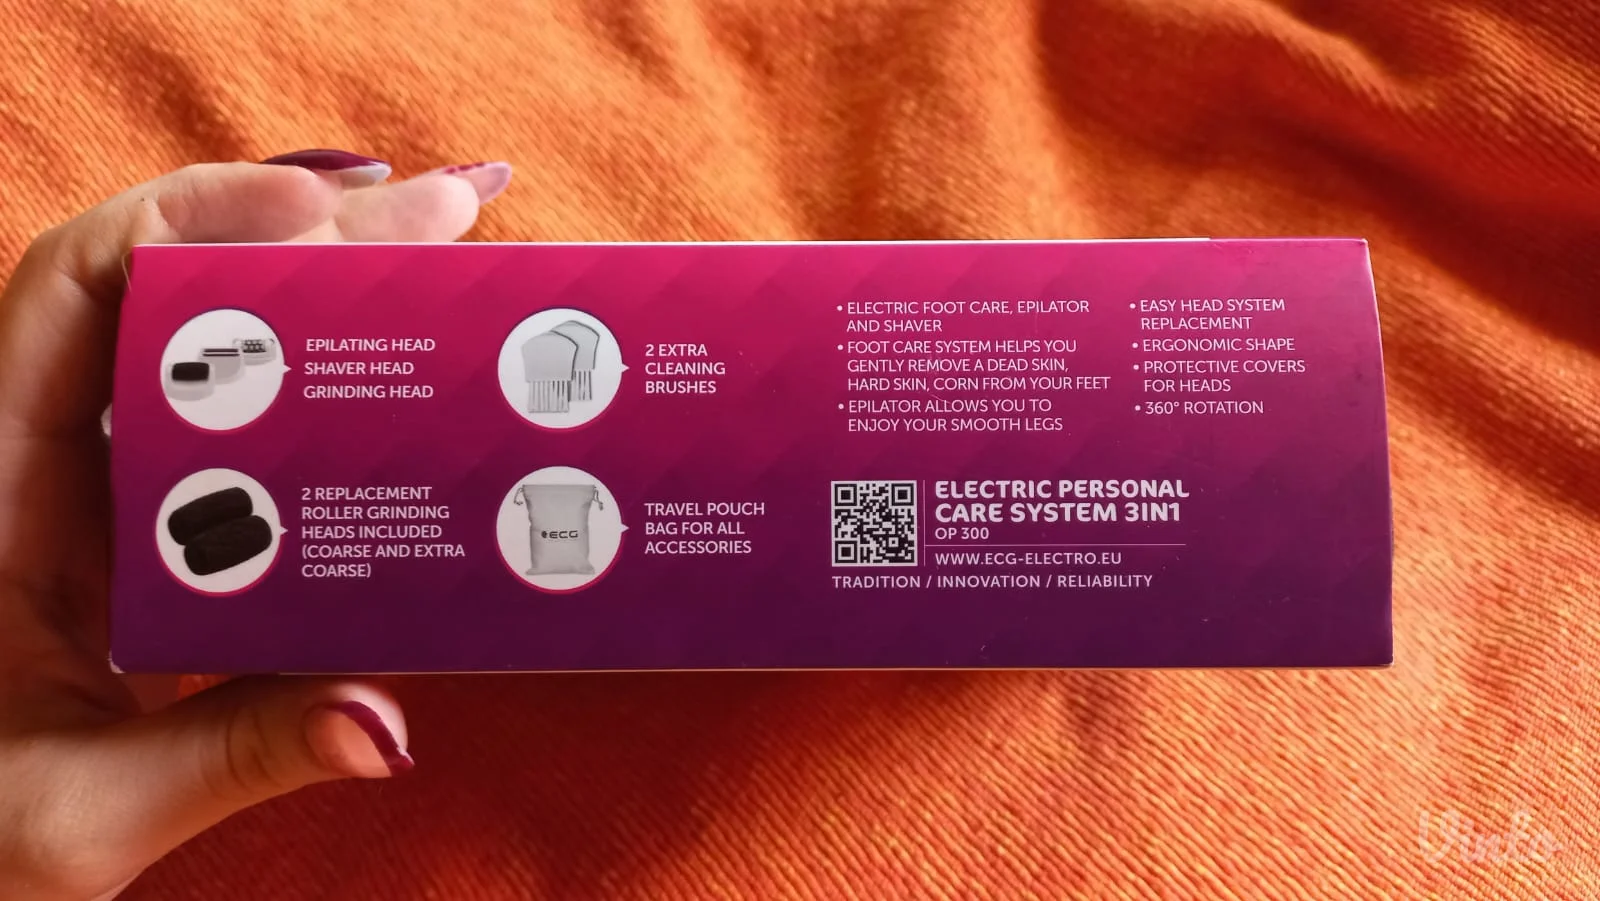 EPILATING HEAD
SHAVER HEAD
GRINDING HEAD
2 EXTRA
CLEANING
BRUSHES
2 REPLACEMENT
ROLLER GRINDING
HEADS INCLUDED
(COARSE AND EXTRA
COARSE)
ECG
TRAVEL POUCH
BAG FOR ALL
ACCESSORIES
• ELECTRIC FOOT CARE, EPILATOR
AND SHAVER
• FOOT CARE SYSTEM HELPS YOU
GENTLY REMOVE A DEAD SKIN,
HARD SKIN, CORN FROM YOUR FEET
• EPILATOR ALLOWS YOU TO
ENJOY YOUR SMOOTH LEGS
• EASY HEAD SYSTEM
REPLACEMENT
• ERGONOMIC SHAPE
• PROTECTIVE COVERS
FOR HEADS
• 360° ROTATION
ELECTRIC PERSONAL
CARE SYSTEM 3IN1
OP 300
WWW.ECG-ELECTRO.EU
TRADITION / INNOVATION / RELIABILITY